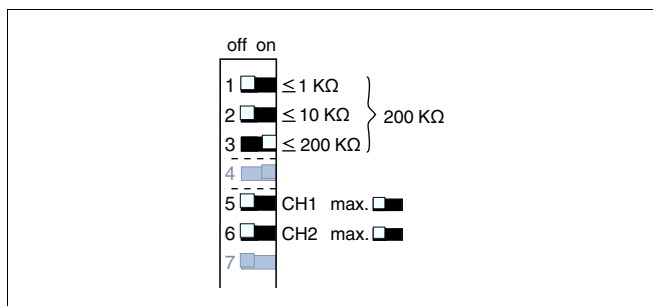 off on
1 ≤ 1 KΩ
2 ≤ 10 KΩ 200 KΩ
3 ≤ 200 KΩ
4
5 CH1 max.
6 CH2 max.
7